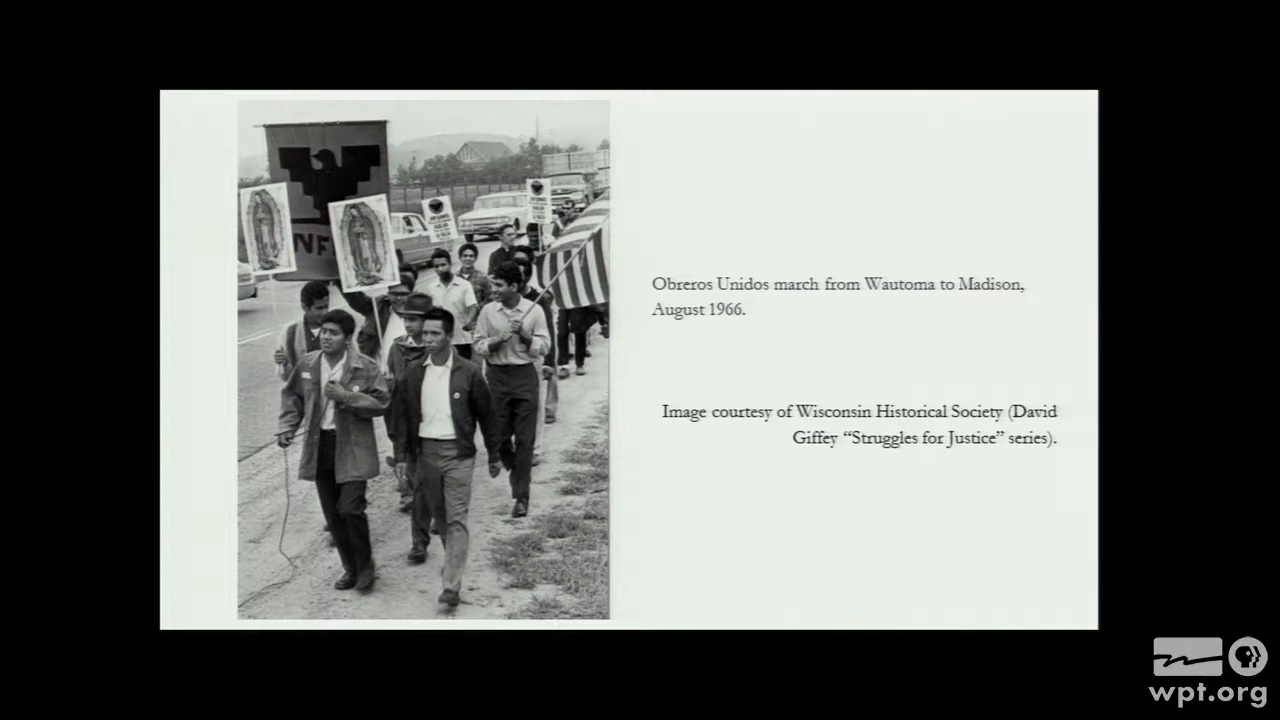 NF
Obreros Unidos march from Wautoma to Madison,
August 1966.
Image courtesy of Wisconsin Historical Society (David
Giffey “Struggles for Justice” series).
wpt.org